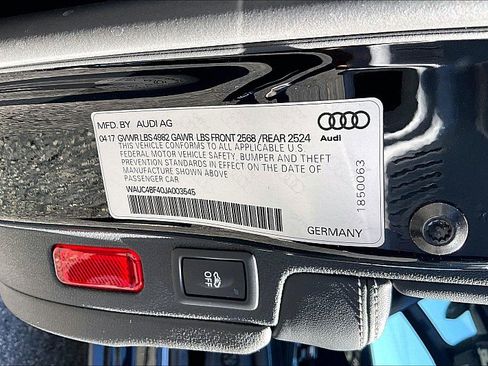 MFD. BY AUDI AG
Audi
04 17 GVWR LBS 4982 GAWR LBS FRONT 2568 /REAR 2524
THIS VEHICLE CONFORMS TO ALL APPLICABLE U.S.
FEDERAL MOTOR VEHICLE SAFETY, BUMPER AND THEFT
PREVENTION STANDARDS IN EFFECT ON THE DATE OF
MANUFACTURE SHOWN ABOVE
PASSENGER CAR
WAUC4BF40JA003545
1850063
GERMANY
OFF